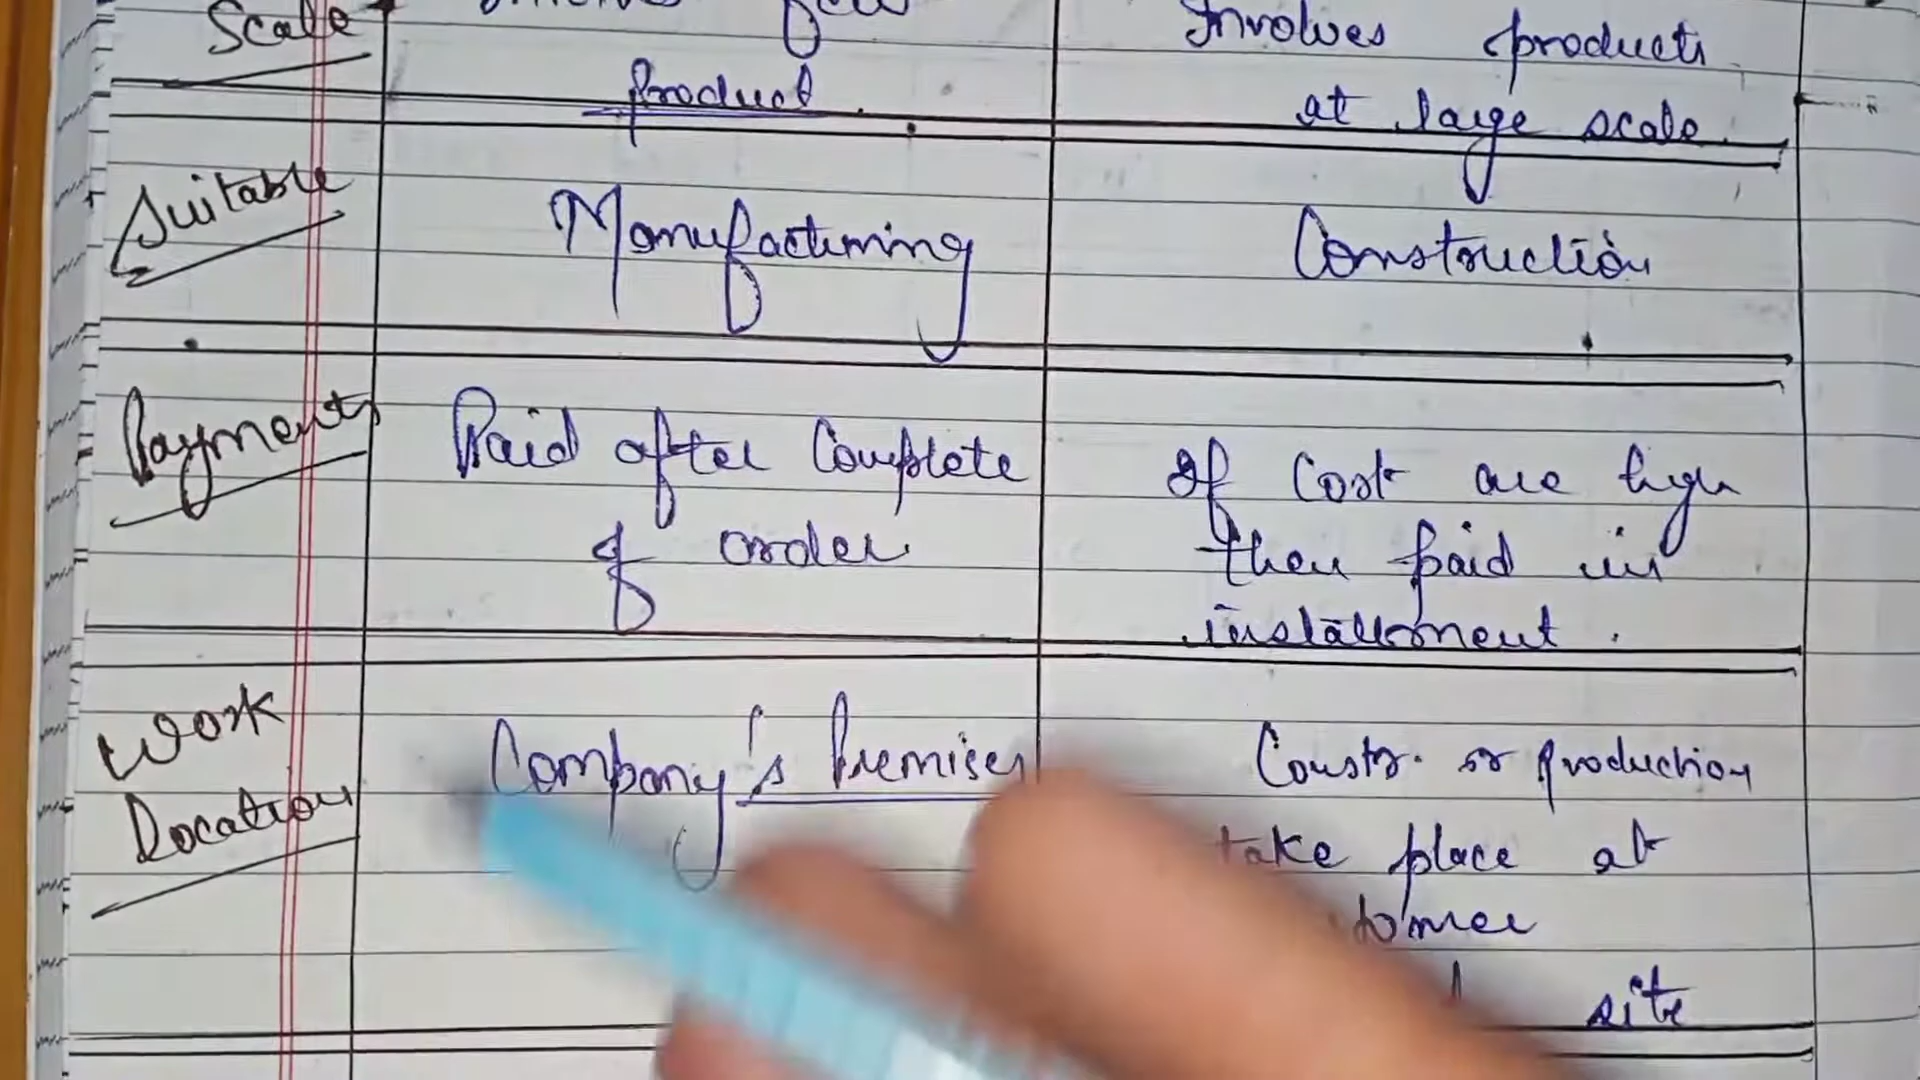 Scale
product.
Involves products
at large scale.
Suitable
Manufacturing
Construction
Payments
Paid after Complete
of order
If Cost are high
then paid in
installment.
Work
Location
Company's Premises
Constr. or production
take place at
site